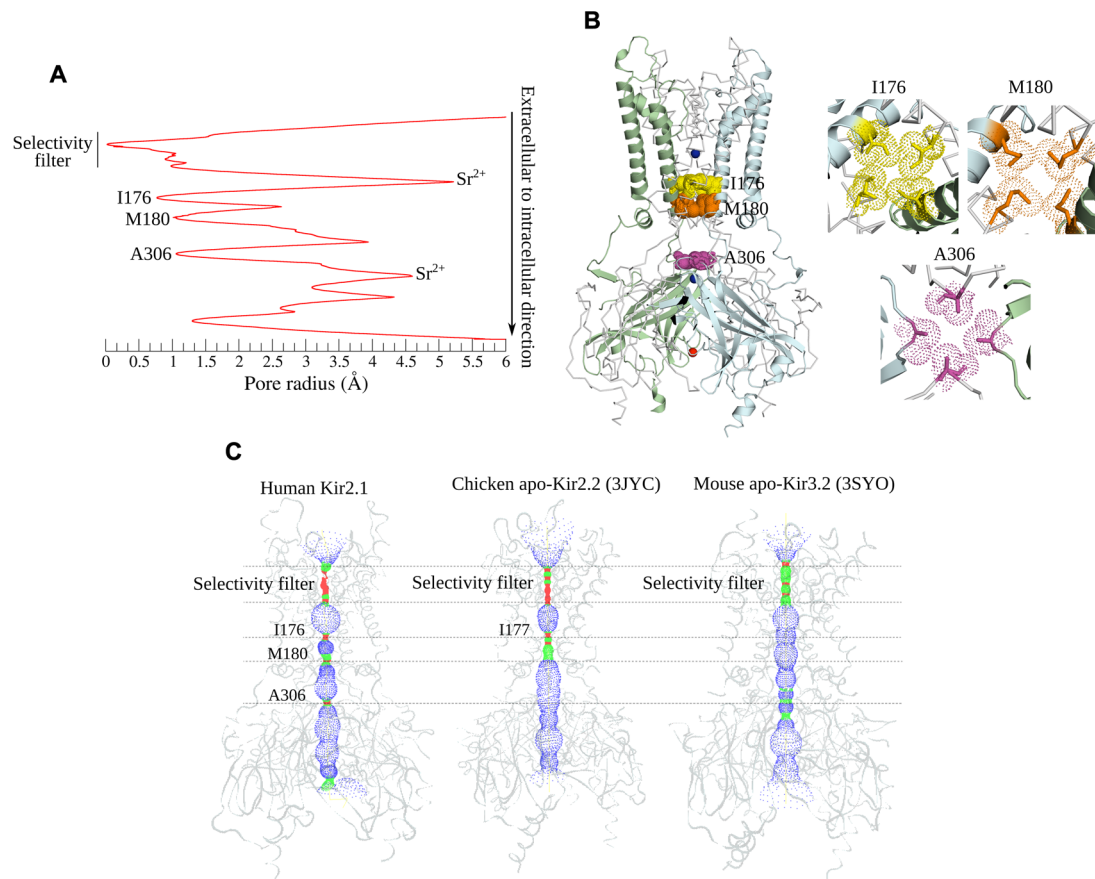 A
Selectivity
filter
Sr2+
I176
M180
A306
Sr2+
0 0.5 1 1.5 2 2.5 3 3.5 4 4.5 5 5.5 6
Pore radius (Å)
Extracellular to intracellular direction
B
I176
M180
A306
I176
M180
A306
C
Human Kir2.1
Chicken apo-Kir2.2 (3JYC)
Mouse apo-Kir3.2 (3SYO)
Selectivity filter
Selectivity filter
Selectivity filter
I176
I177
M180
A306